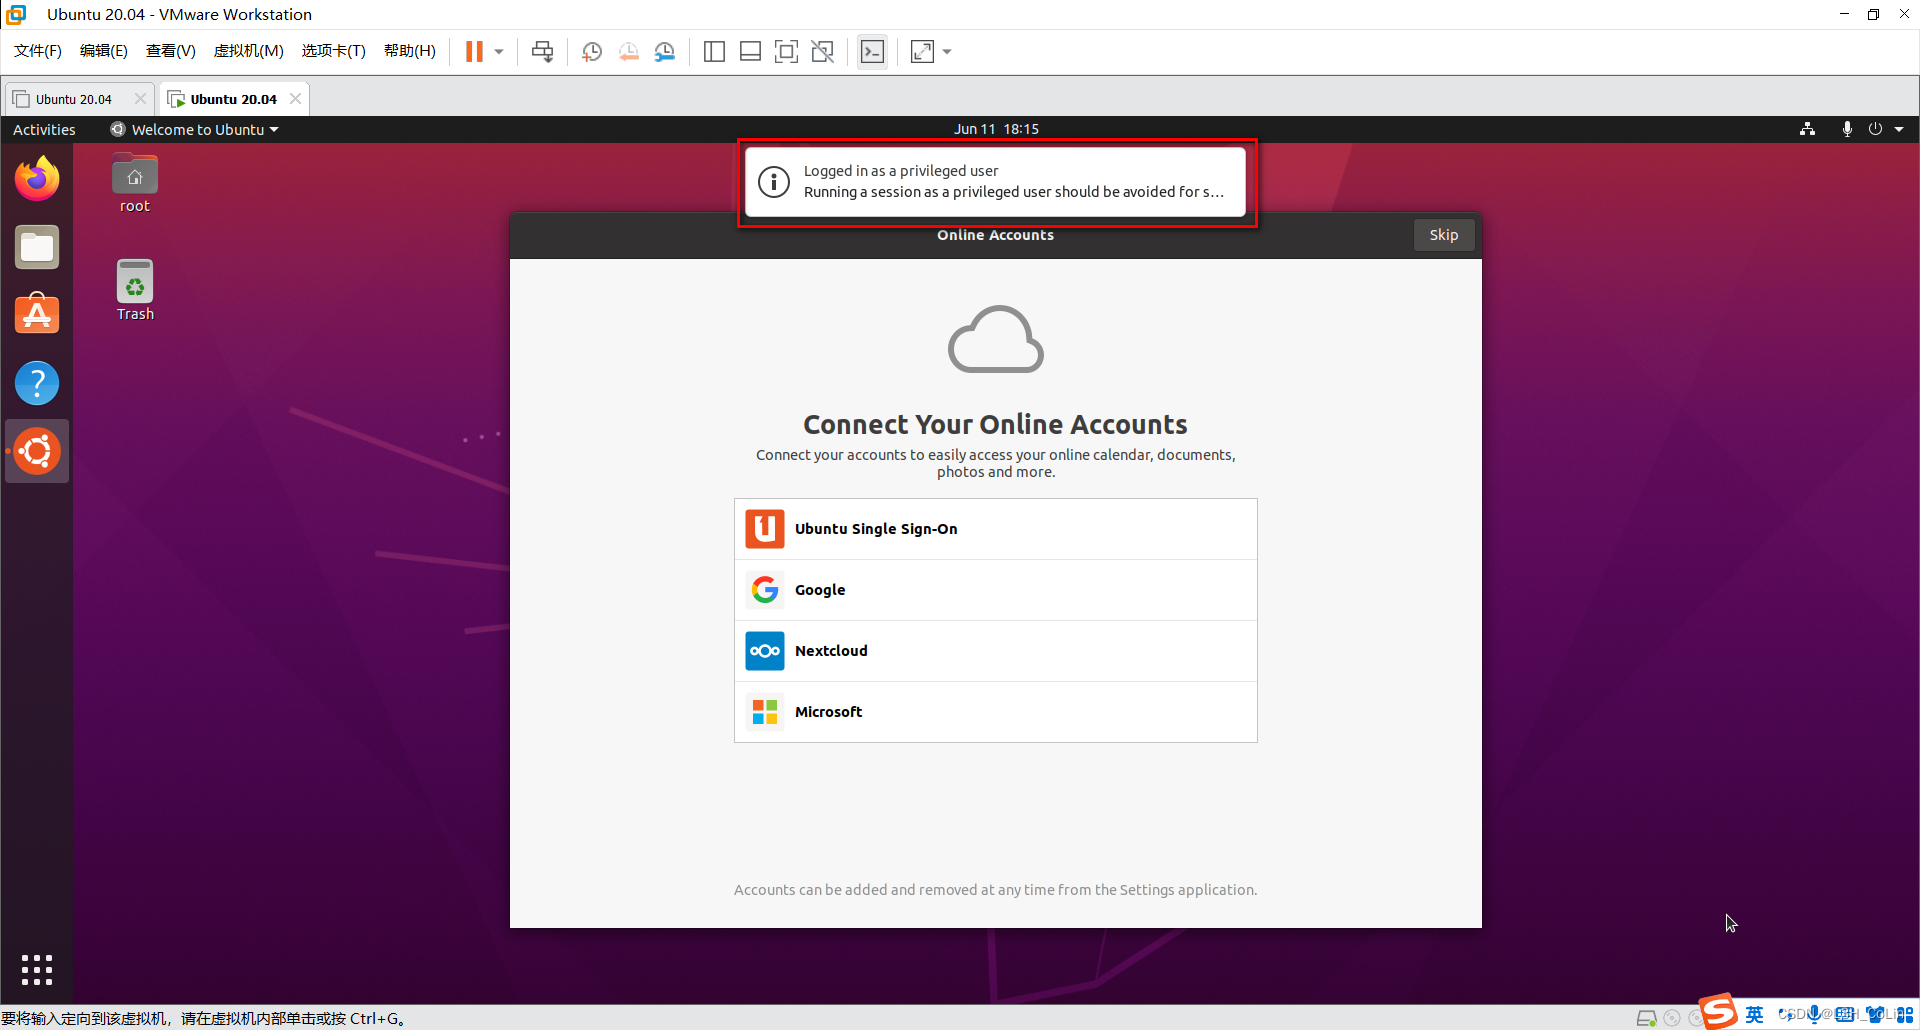 Ubuntu 20.04 - VMware Workstation
文件(F) 编辑(E) 查看(V) 虚拟机(M) 选项卡(T) 帮助(H)
Ubuntu 20.04
Ubuntu 20.04
Activities
Welcome to Ubuntu
Jun 11 18:15
root
Trash
Logged in as a privileged user
Running a session as a privileged user should be avoided for s...
Online Accounts
Skip
Connect Your Online Accounts
Connect your accounts to easily access your online calendar, documents,
photos and more.
Ubuntu Single Sign-On
Google
Nextcloud
Microsoft
Accounts can be added and removed at any time from the Settings application.
要将输入定向到该虚拟机，请在虚拟机内部单击或按 Ctrl+G。
英